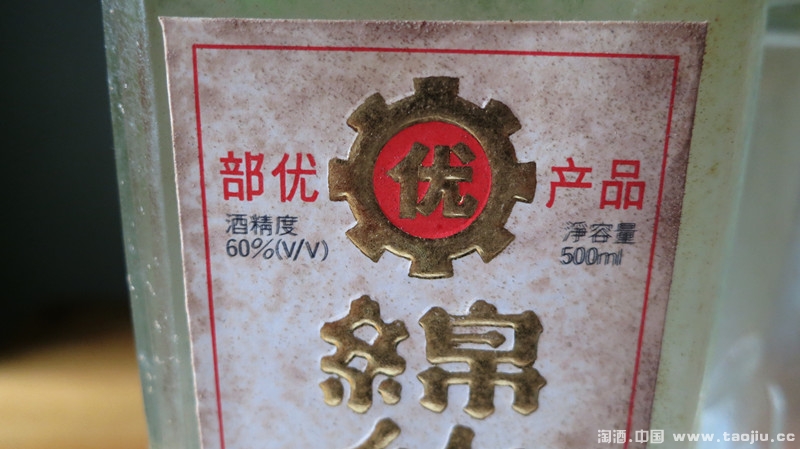 部优 优 产品
酒精度 淨容量
60%(V/V) 500ml
綿
淘酒.中国 www.taojiu.cc